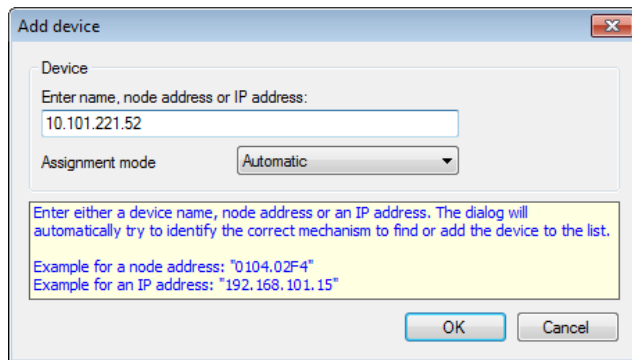 Add device
Device
Enter name, node address or IP address:
10.101.221.52
Assignment mode
Automatic
Enter either a device name, node address or an IP address. The dialog will
automatically try to identify the correct mechanism to find or add the device to the list.
Example for a node address: "0104.02F4"
Example for an IP address: "192.168.101.15"
OK
Cancel